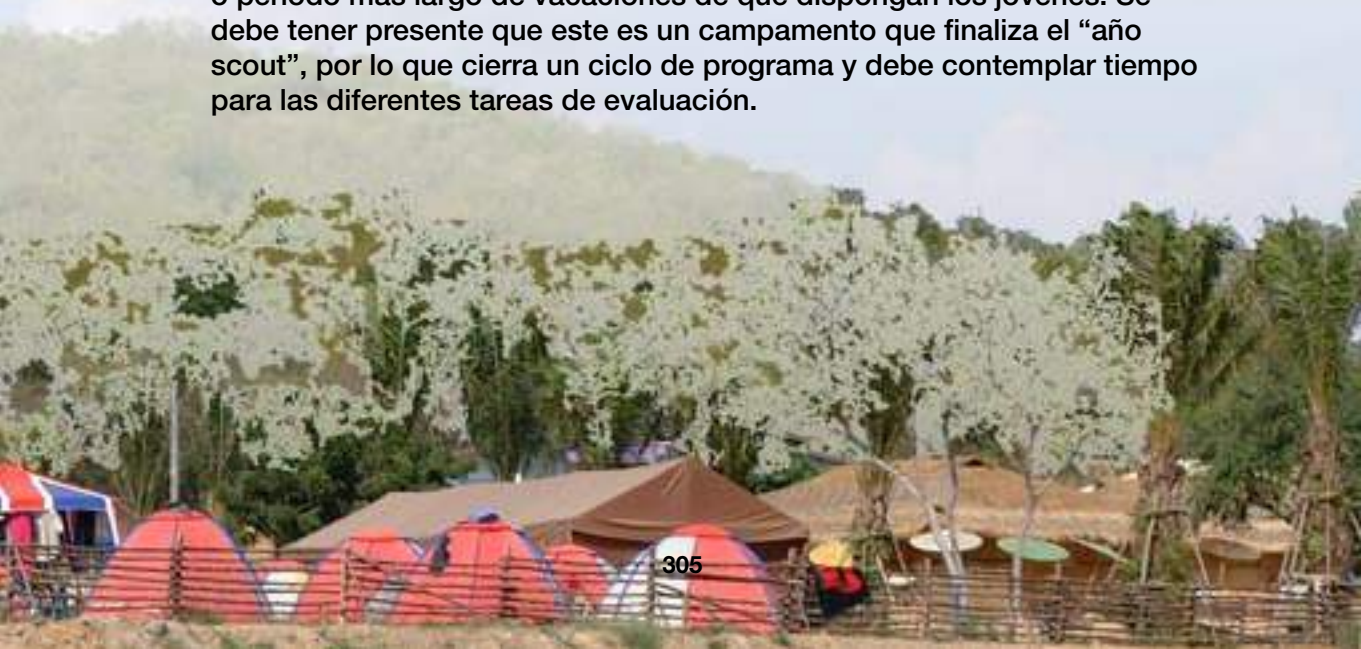 o período más largo de vacaciones de que dispongan los jóvenes. Se
debe tener presente que este es un campamento que finaliza el “año
scout”, por lo que cierra un ciclo de programa y debe contemplar tiempo
para las diferentes tareas de evaluación.
305